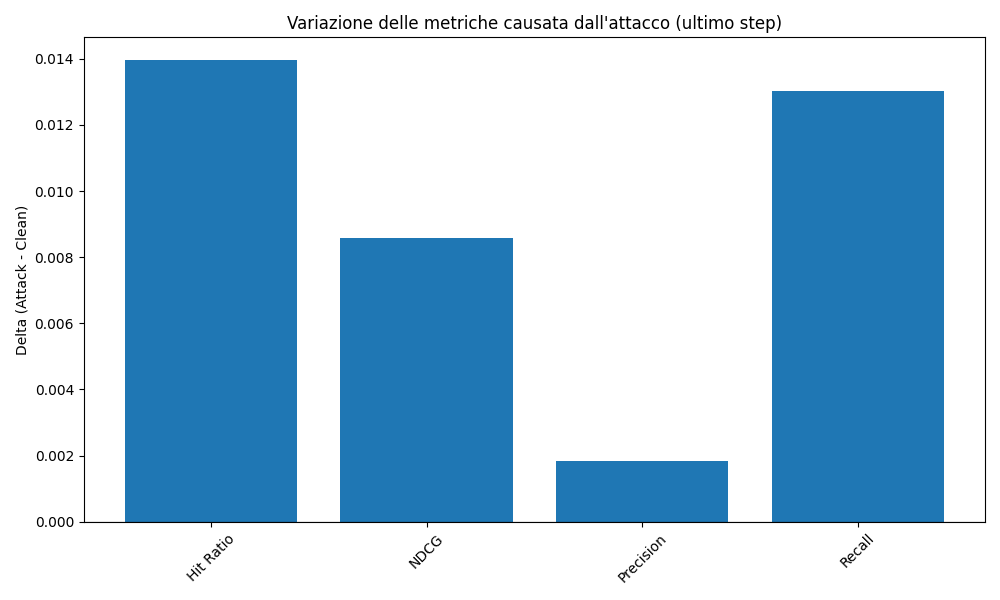 Variazione delle metriche causata dall'attacco (ultimo step)
Delta (Attack - Clean)
0.014
0.012
0.010
0.008
0.006
0.004
0.002
0.000
Hit Ratio
NDCG
Precision
Recall